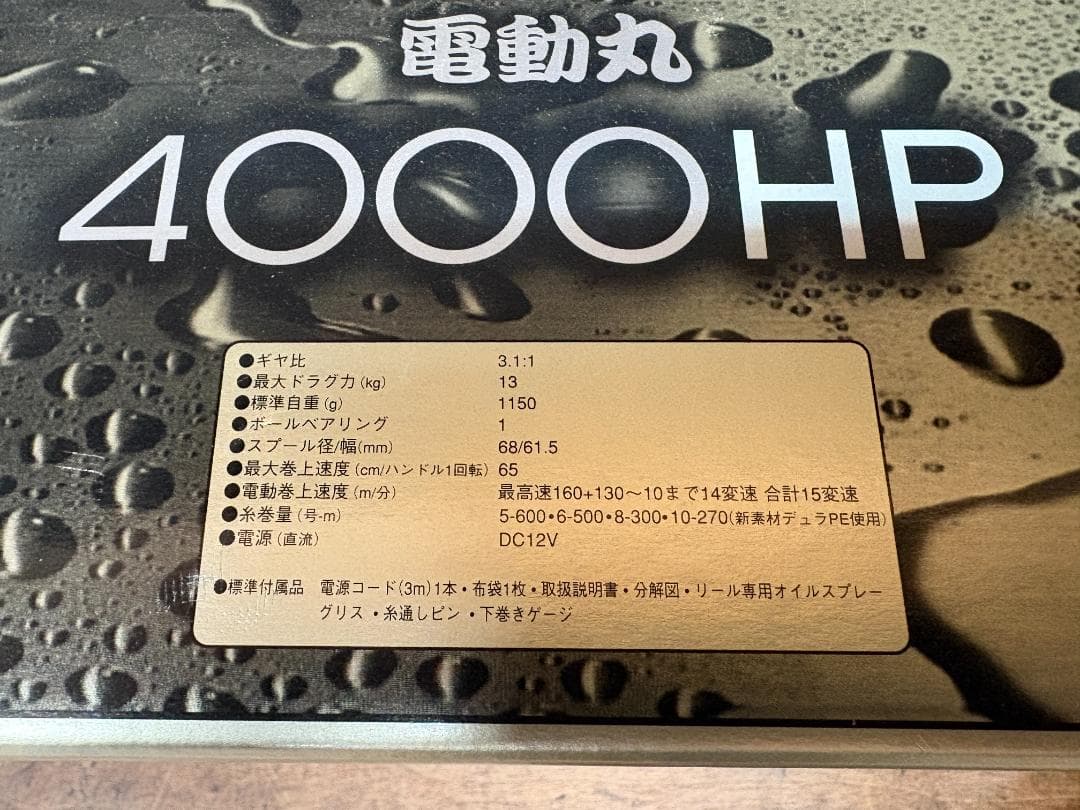 電動丸
4000HP
●ギヤ比 3.1:1
●最大ドラグ力(kg) 13
●標準自重(g) 1150
●ボールベアリング 1
●スプール径/幅(mm) 68/61.5
●最大巻上速度(cm/ハンドル1回転) 65
●電動巻上速度(m/分) 最高速160+130〜10まで14変速 合計15変速
●糸巻量(号-m) 5-600•6-500•8-300•10-270(新素材デュラPE使用)
●電源(直流) DC12V
●標準付属品 電源コード(3m)1本・布袋1枚・取扱説明書・分解図・リール専用オイルスプレー
グリス・糸通しピン・下巻きゲージ